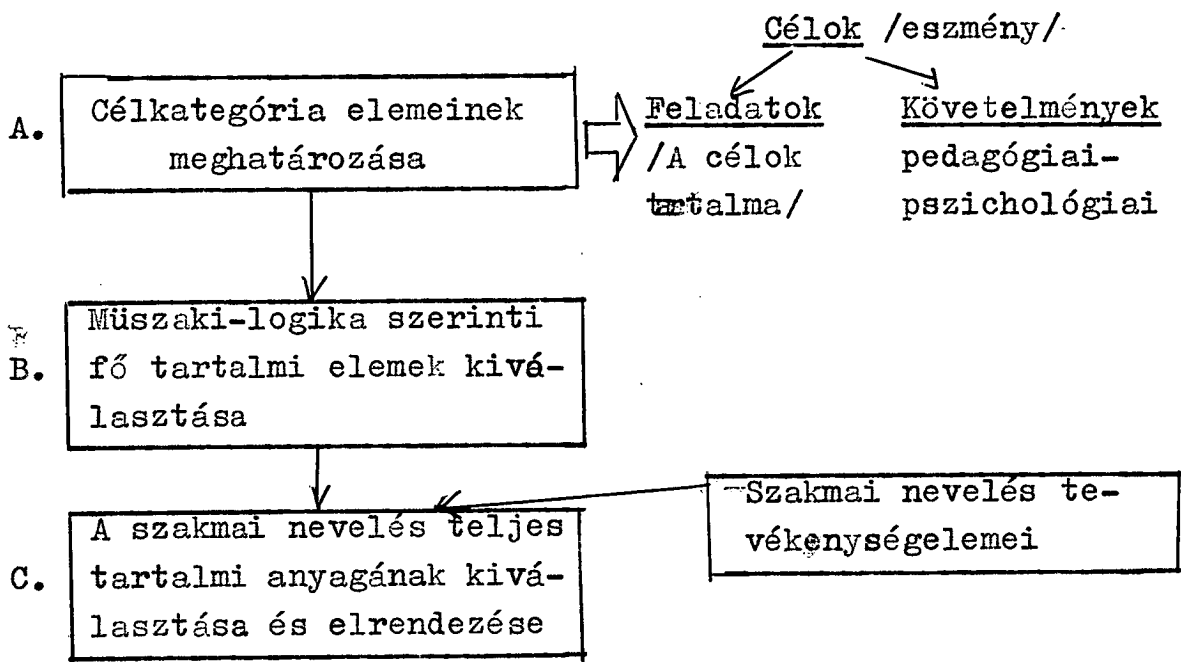 Célok /eszmény/
A. Célkategória elemeinek
meghatározása
Feladatok
/A célok
tartalma/
Követelmények
pedagógiai-
pszichológiai
B. Müszaki-logika szerinti
fő tartalmi elemek kivá-
lasztása
C. A szakmai nevelés teljes
tartalmi anyagának kivá-
lasztása és elrendezése
Szakmai nevelés te-
vékenységelemei